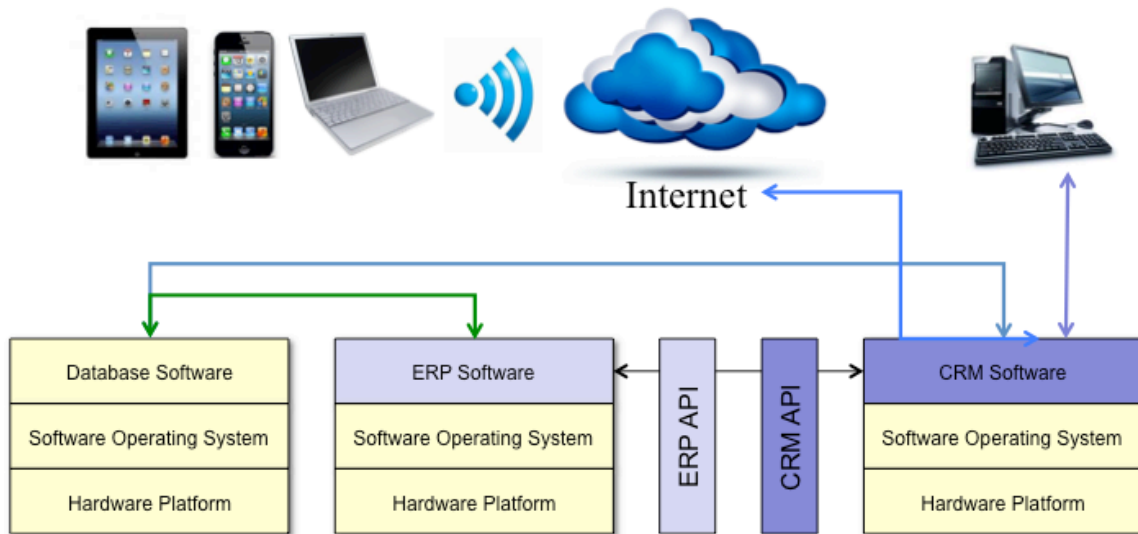 Internet
Database Software
Software Operating System
Hardware Platform
ERP Software
Software Operating System
Hardware Platform
ERP API
CRM API
CRM Software
Software Operating System
Hardware Platform